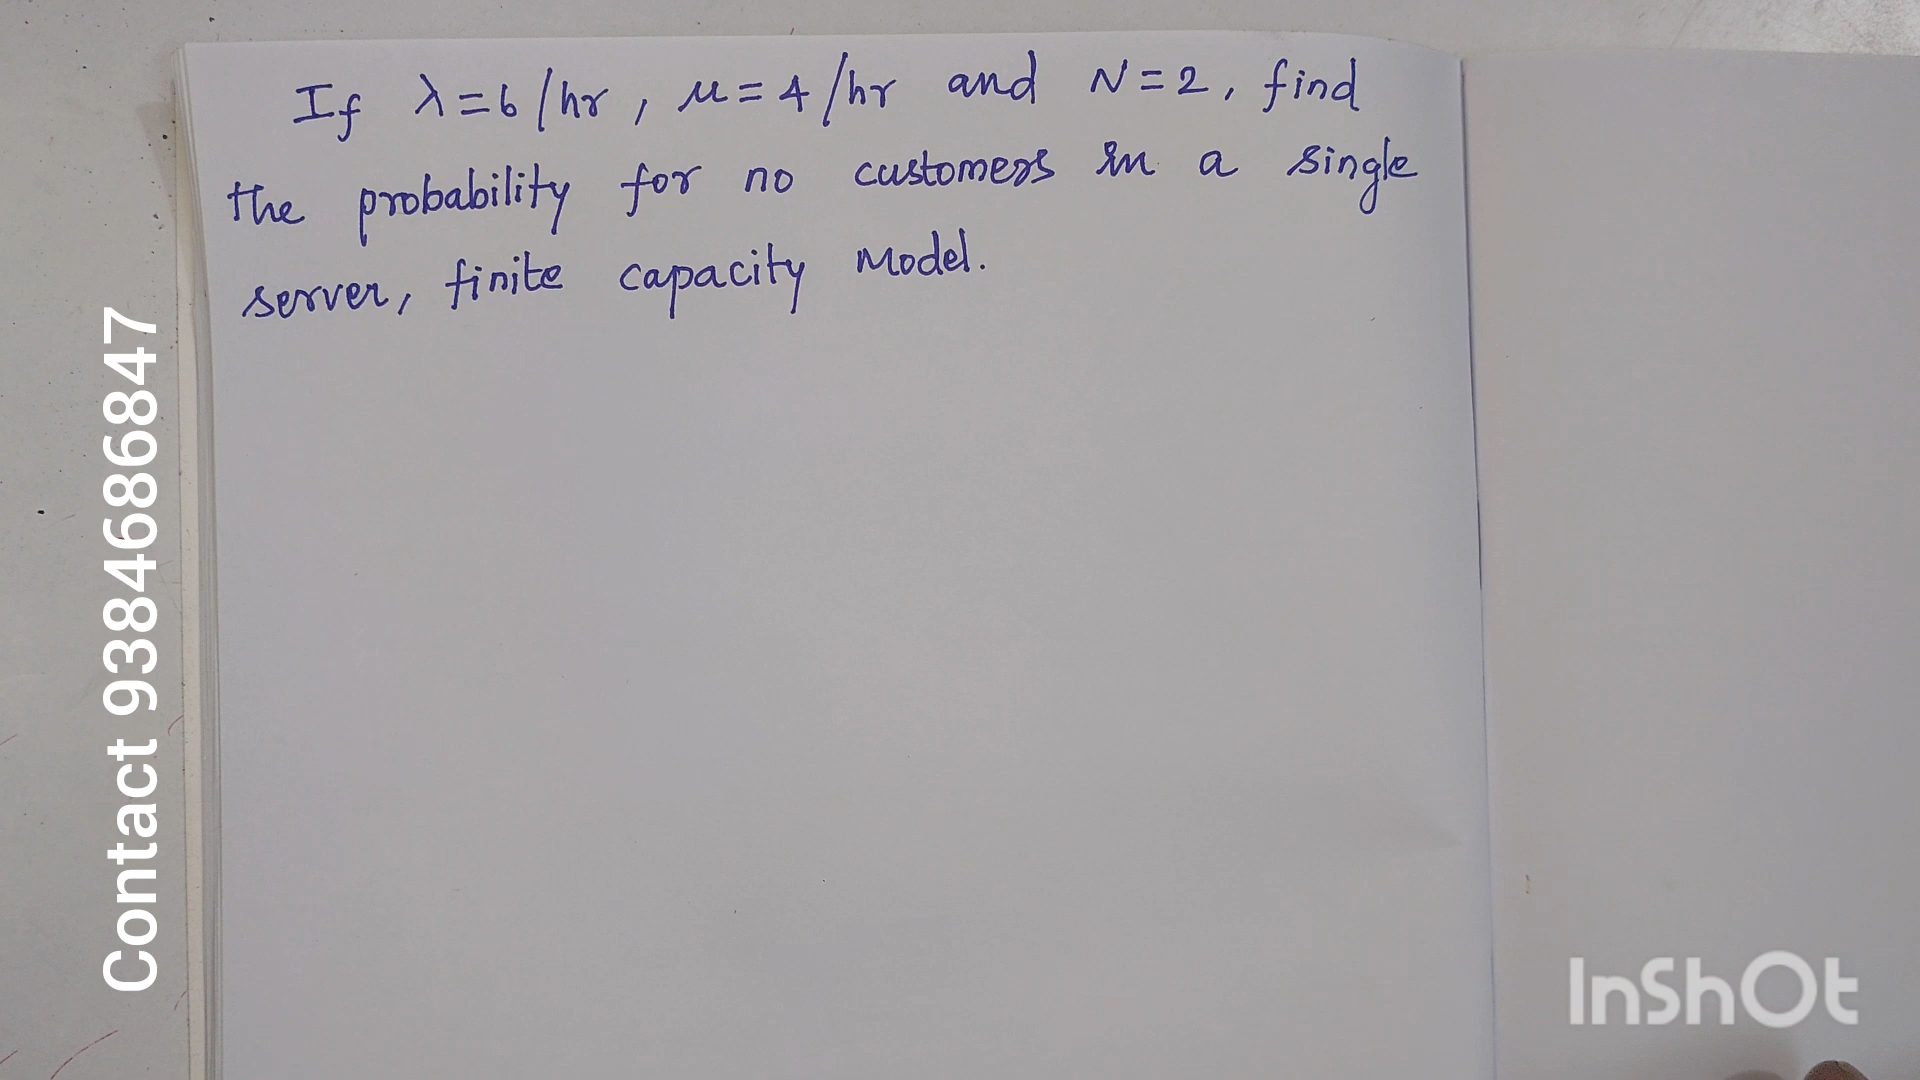 If λ=6/hr, μ=4/hr and N=2, find
the probability for no customers in a single
server, finite capacity Model.
Contact 9384686847
InShOt